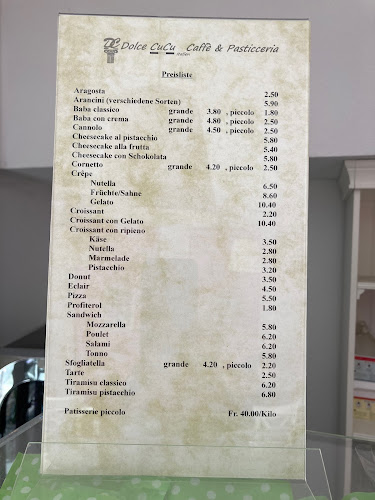 DC Dolce CuCu Caffè & Pasticceria
Preisliste
Aragosta 2.50
Arancini (verschiedene Sorten) 5.90
Baba classico grande 3.80 , piccolo 1.80
Baba con crema grande 4.80 , piccolo 2.50
Cannolo grande 4.50 , piccolo 2.50
Cheesecake al pistacchio 5.80
Cheesecake alla frutta 5.40
Cheesecake con Schokolata 5.80
Cornetto grande 4.20 , piccolo 2.50
Crêpe
Nutella 6.50
Früchte/Sahne 8.60
Gelato 10.40
Croissant 2.20
Croissant con Gelato 10.40
Croissant con ripieno
Käse 3.50
Nutella 2.80
Marmelade 2.80
Pistacchio 3.20
Donut 3.50
Eclair 4.50
Pizza 5.50
Profiterol 1.80
Sandwich
Mozzarella 5.80
Poulet 6.20
Salami 6.20
Tonno 5.80
Sfogliatella grande 4.20 , piccolo 2.20
Tarte 2.50
Tiramisu classico 6.20
Tiramisu pistacchio 6.80
Patisserie piccolo Fr. 40.00/Kilo